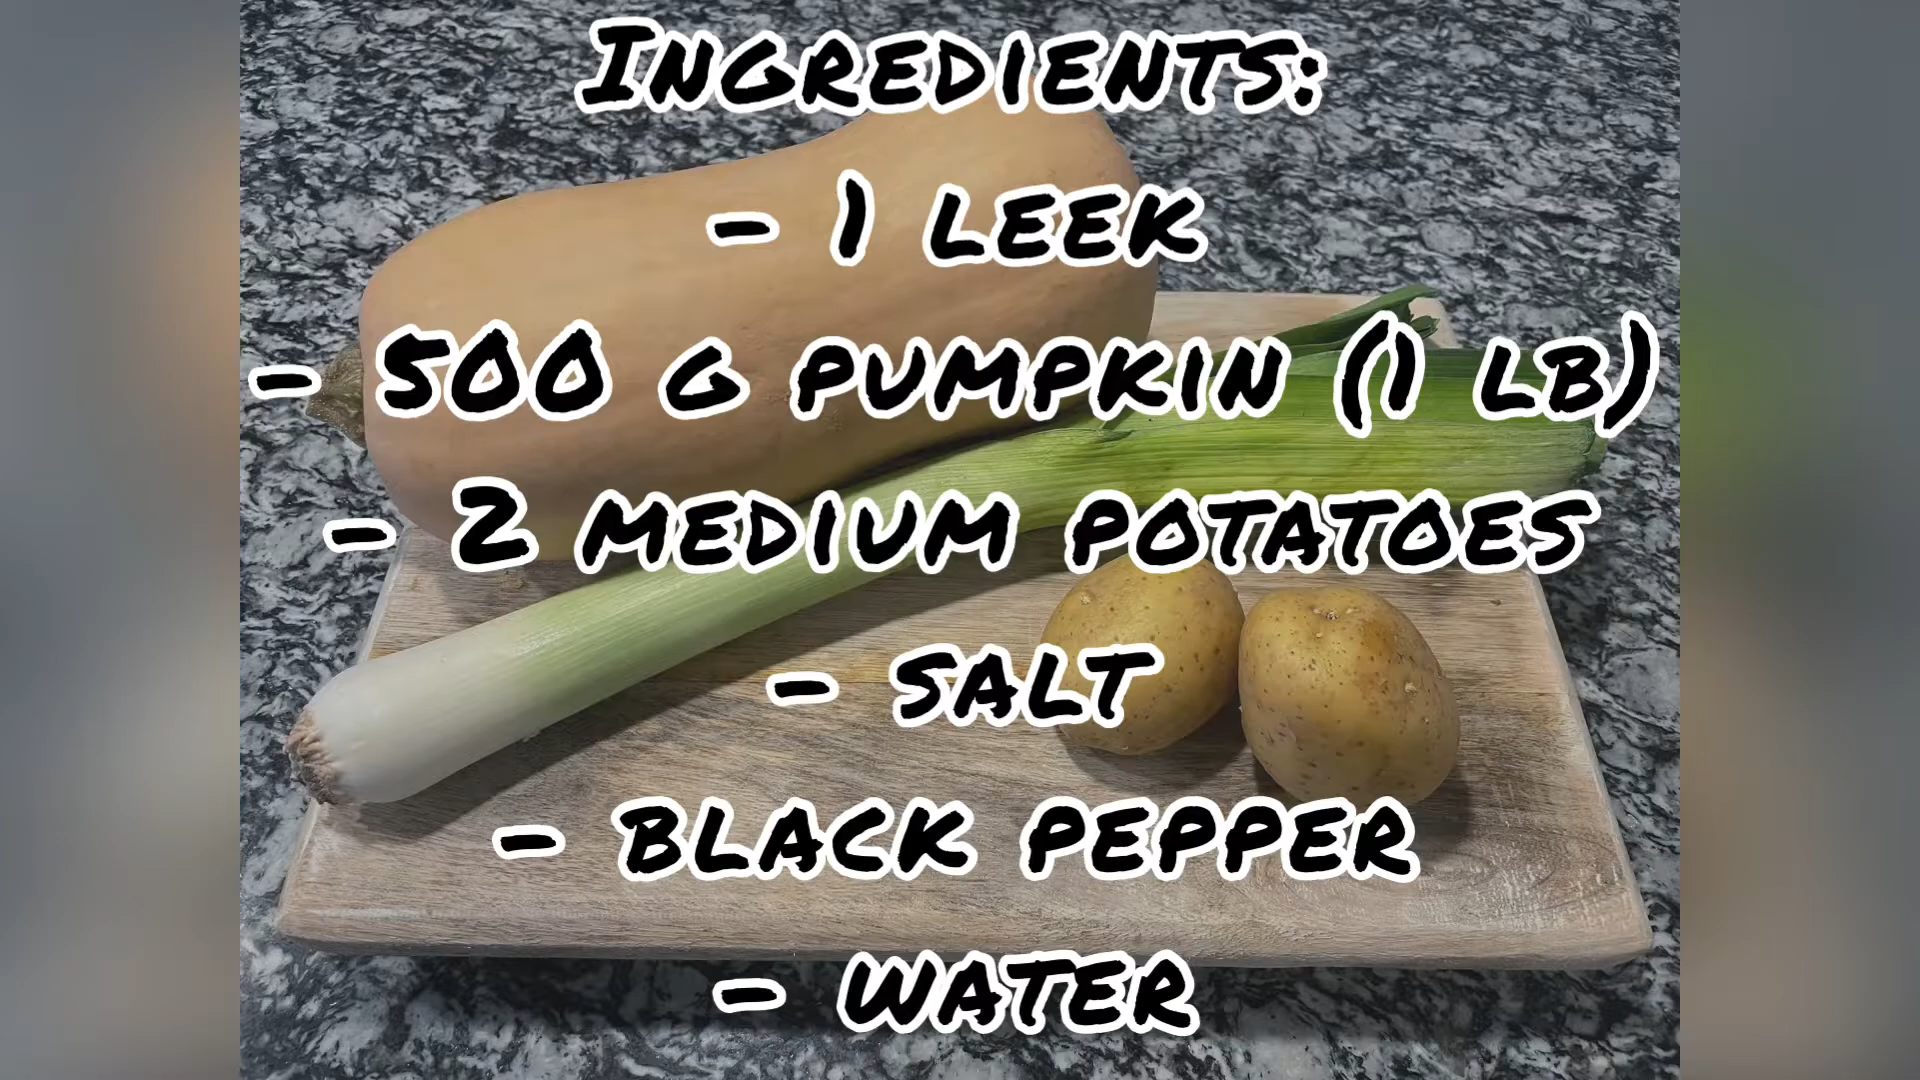 Ingredients:
- 1 leek
- 500 g pumpkin (1 lb)
- 2 medium potatoes
- salt
- black pepper
- water